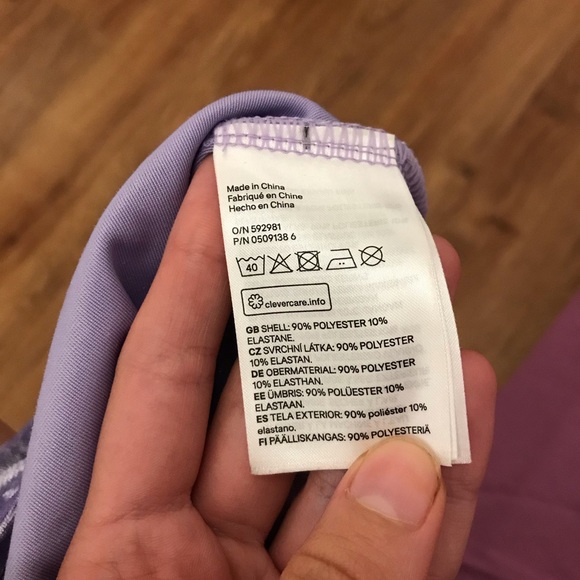 Made in China
Fabriqué en Chine
Hecho en China
O/N 592981
P/N 0509138 6
40
clevercare.info
GB SHELL: 90% POLYESTER 10%
ELASTANE.
CZ SVRCHNÍ LÁTKA: 90% POLYESTER
10% ELASTAN.
DE OBERMATERIAL: 90% POLYESTER
10% ELASTHAN.
EE ÜMBRIS: 90% POLÜESTER 10%
ELASTAAN.
ES TELA EXTERIOR: 90% poliéster 10%
elastano.
FI PÄÄLLISKANGAS: 90% POLYESTERIÄ